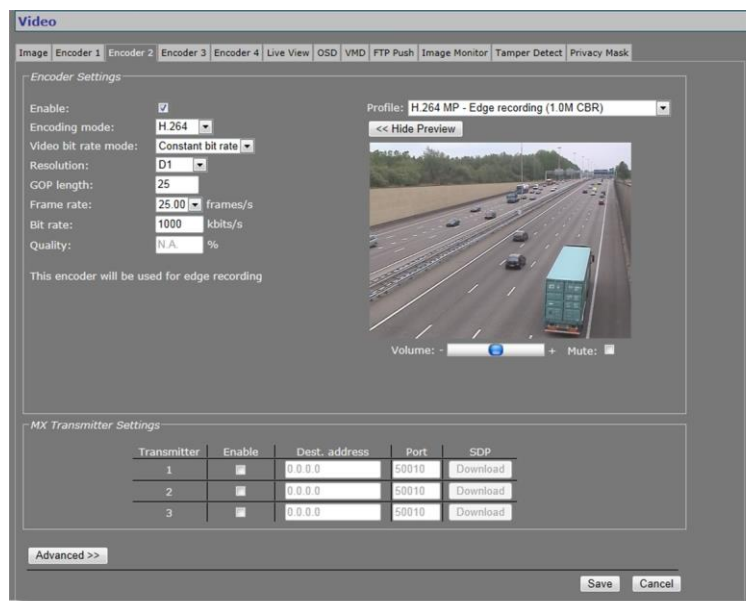 Video
Image Encoder 1 Encoder 2 Encoder 3 Encoder 4 Live View OSD VMD FTP Push Image Monitor Tamper Detect Privacy Mask
Encoder Settings
Enable:
Encoding mode: H.264
Video bit rate mode: Constant bit rate
Resolution: D1
GOP length: 25
Frame rate: 25.00 frames/s
Bit rate: 1000 kbits/s
Quality: N.A. %
This encoder will be used for edge recording
Profile: H.264 MP - Edge recording (1.0M CBR)
<< Hide Preview
Volume: - + Mute:
MX Transmitter Settings
Transmitter Enable Dest. address Port SDP
1 0.0.0.0 50010 Download
2 0.0.0.0 50010 Download
3 0.0.0.0 50010 Download
Advanced >>
Save Cancel